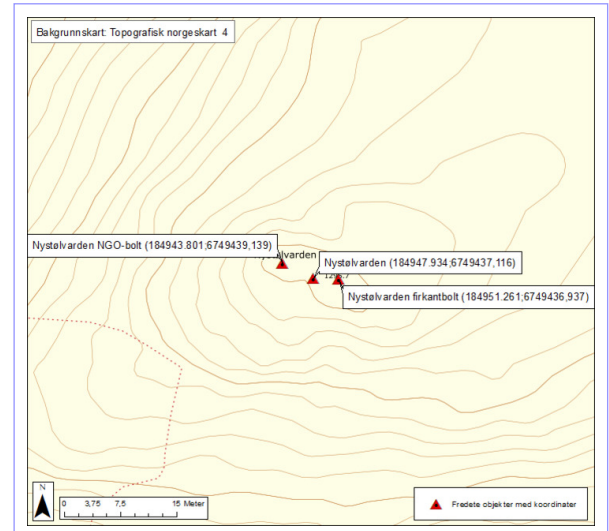 Bakgrunnskart: Topografisk norgeskart 4
Nystølvarden NGO-bolt (184943.801;6749439,139)
lvarden
Nystølvarden (184947.934;6749437,116)
Nystølvarden firkantbolt (184951.261;6749436,937)
N
0 3,75 7,5 15 Meter
Fredete objekter med koordinater